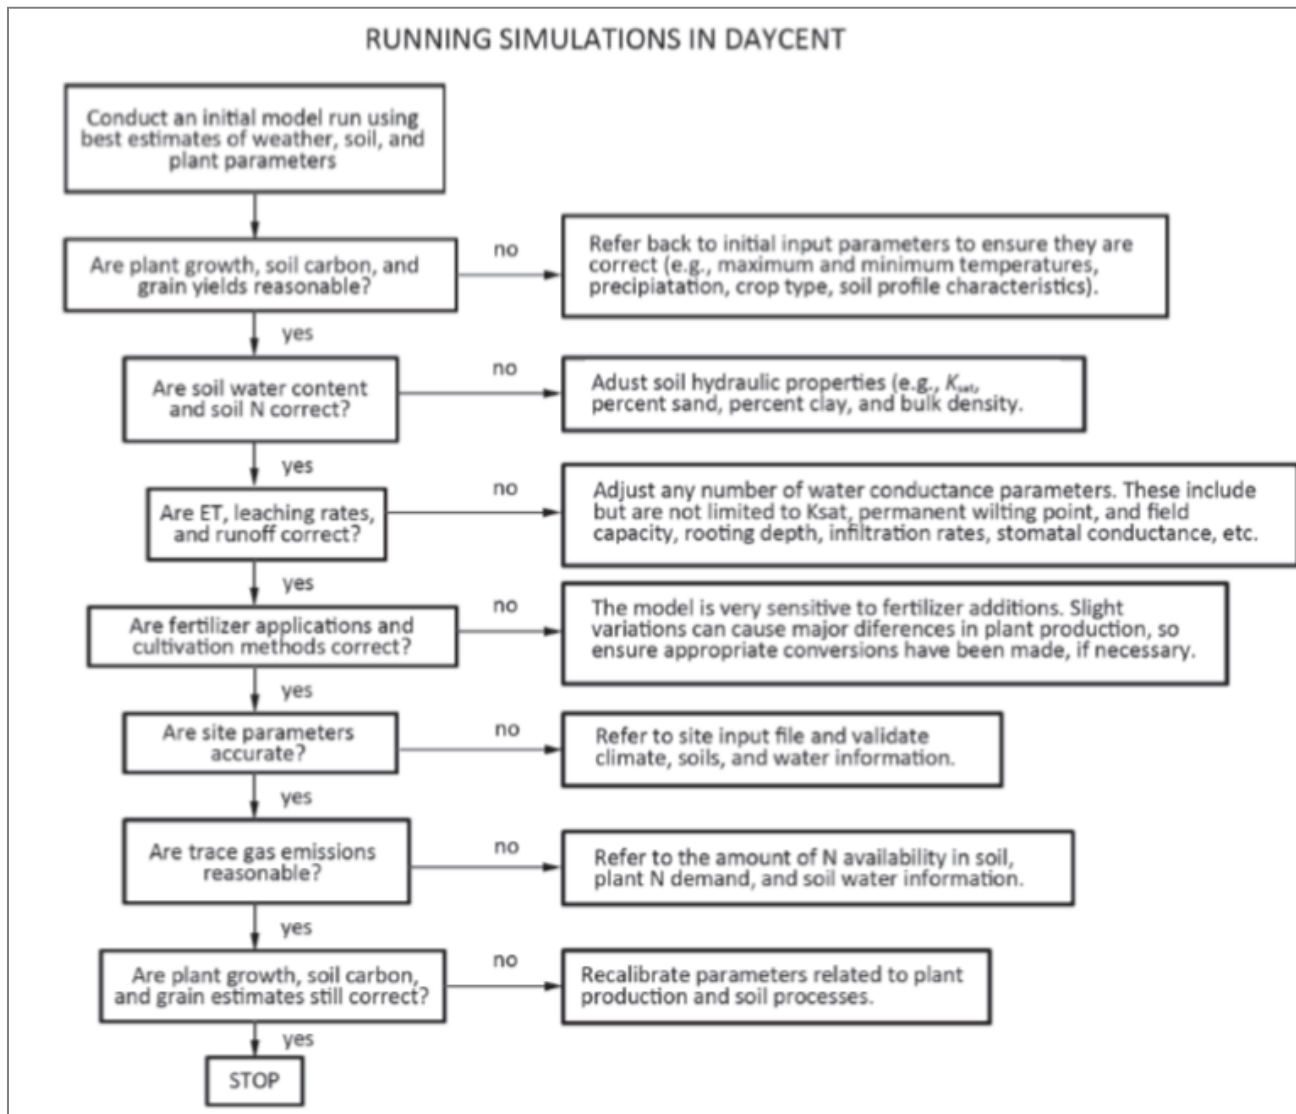 RUNNING SIMULATIONS IN DAYCENT
Conduct an initial model run using
best estimates of weather, soil, and
plant parameters
Are plant growth, soil carbon, and
grain yields reasonable?
no
Refer back to initial input parameters to ensure they are
correct (e.g., maximum and minimum temperatures,
precipiatation, crop type, soil profile characteristics).
yes
Are soil water content
and soil N correct?
no
Adust soil hydraulic properties (e.g., Ksat,
percent sand, percent clay, and bulk density.
yes
Are ET, leaching rates,
and runoff correct?
no
Adjust any number of water conductance parameters. These include
but are not limited to Ksat, permanent wilting point, and field
capacity, rooting depth, infiltration rates, stomatal conductance, etc.
yes
Are fertilizer applications and
cultivation methods correct?
no
The model is very sensitive to fertilizer additions. Slight
variations can cause major diferences in plant production, so
ensure appropriate conversions have been made, if necessary.
yes
Are site parameters
accurate?
no
Refer to site input file and validate
climate, soils, and water information.
yes
Are trace gas emissions
reasonable?
no
Refer to the amount of N availability in soil,
plant N demand, and soil water information.
yes
Are plant growth, soil carbon,
and grain estimates still correct?
no
Recalibrate parameters related to plant
production and soil processes.
yes
STOP